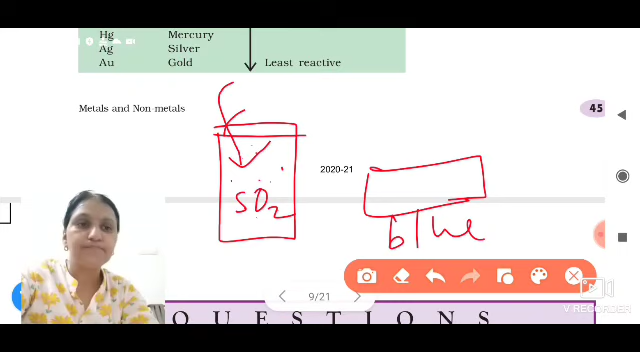 Hg Mercury
Ag Silver
Au Gold Least reactive
Metals and Non-metals 45
2020-21
SO2
blue
9/21
V RECORDER
QUESTIONS